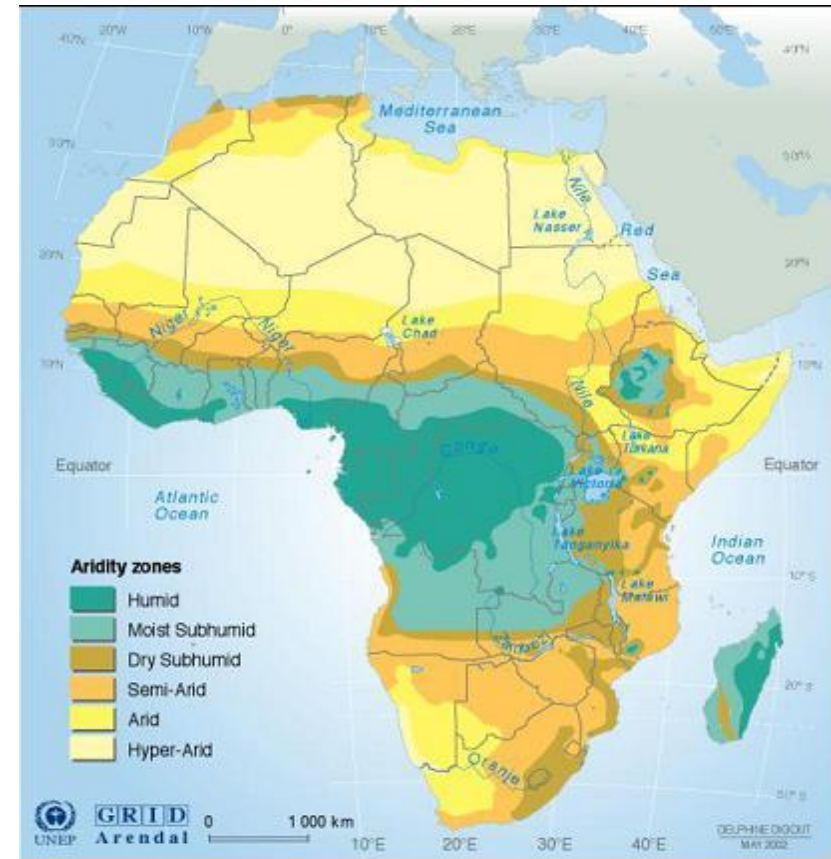 40°N
20°W
10°W
0°
10°E
20°E
30°E
40°E
50°E
40°N
Mediterranean
Sea
30°N
30°N
Nile
Lake
Nasser
Red
Sea
20°N
20°N
Niger
Niger
Lake
Chad
10°N
10°N
Nile
Lake
Turkana
Congo
Equator
Equator
Lake
Victoria
Atlantic
Ocean
Lake
Tanganyika
Indian
Ocean
10°S
Lake
Malawi
Zambezi
20°S
Oranje
30°S
Aridity zones
Humid
Moist Subhumid
Dry Subhumid
Semi-Arid
Arid
Hyper-Arid
UNEP
GRID
Arendal
0 1 000 km
10°E
20°E
30°E
40°E
DELPHINE DIGOUT
MAY 2002